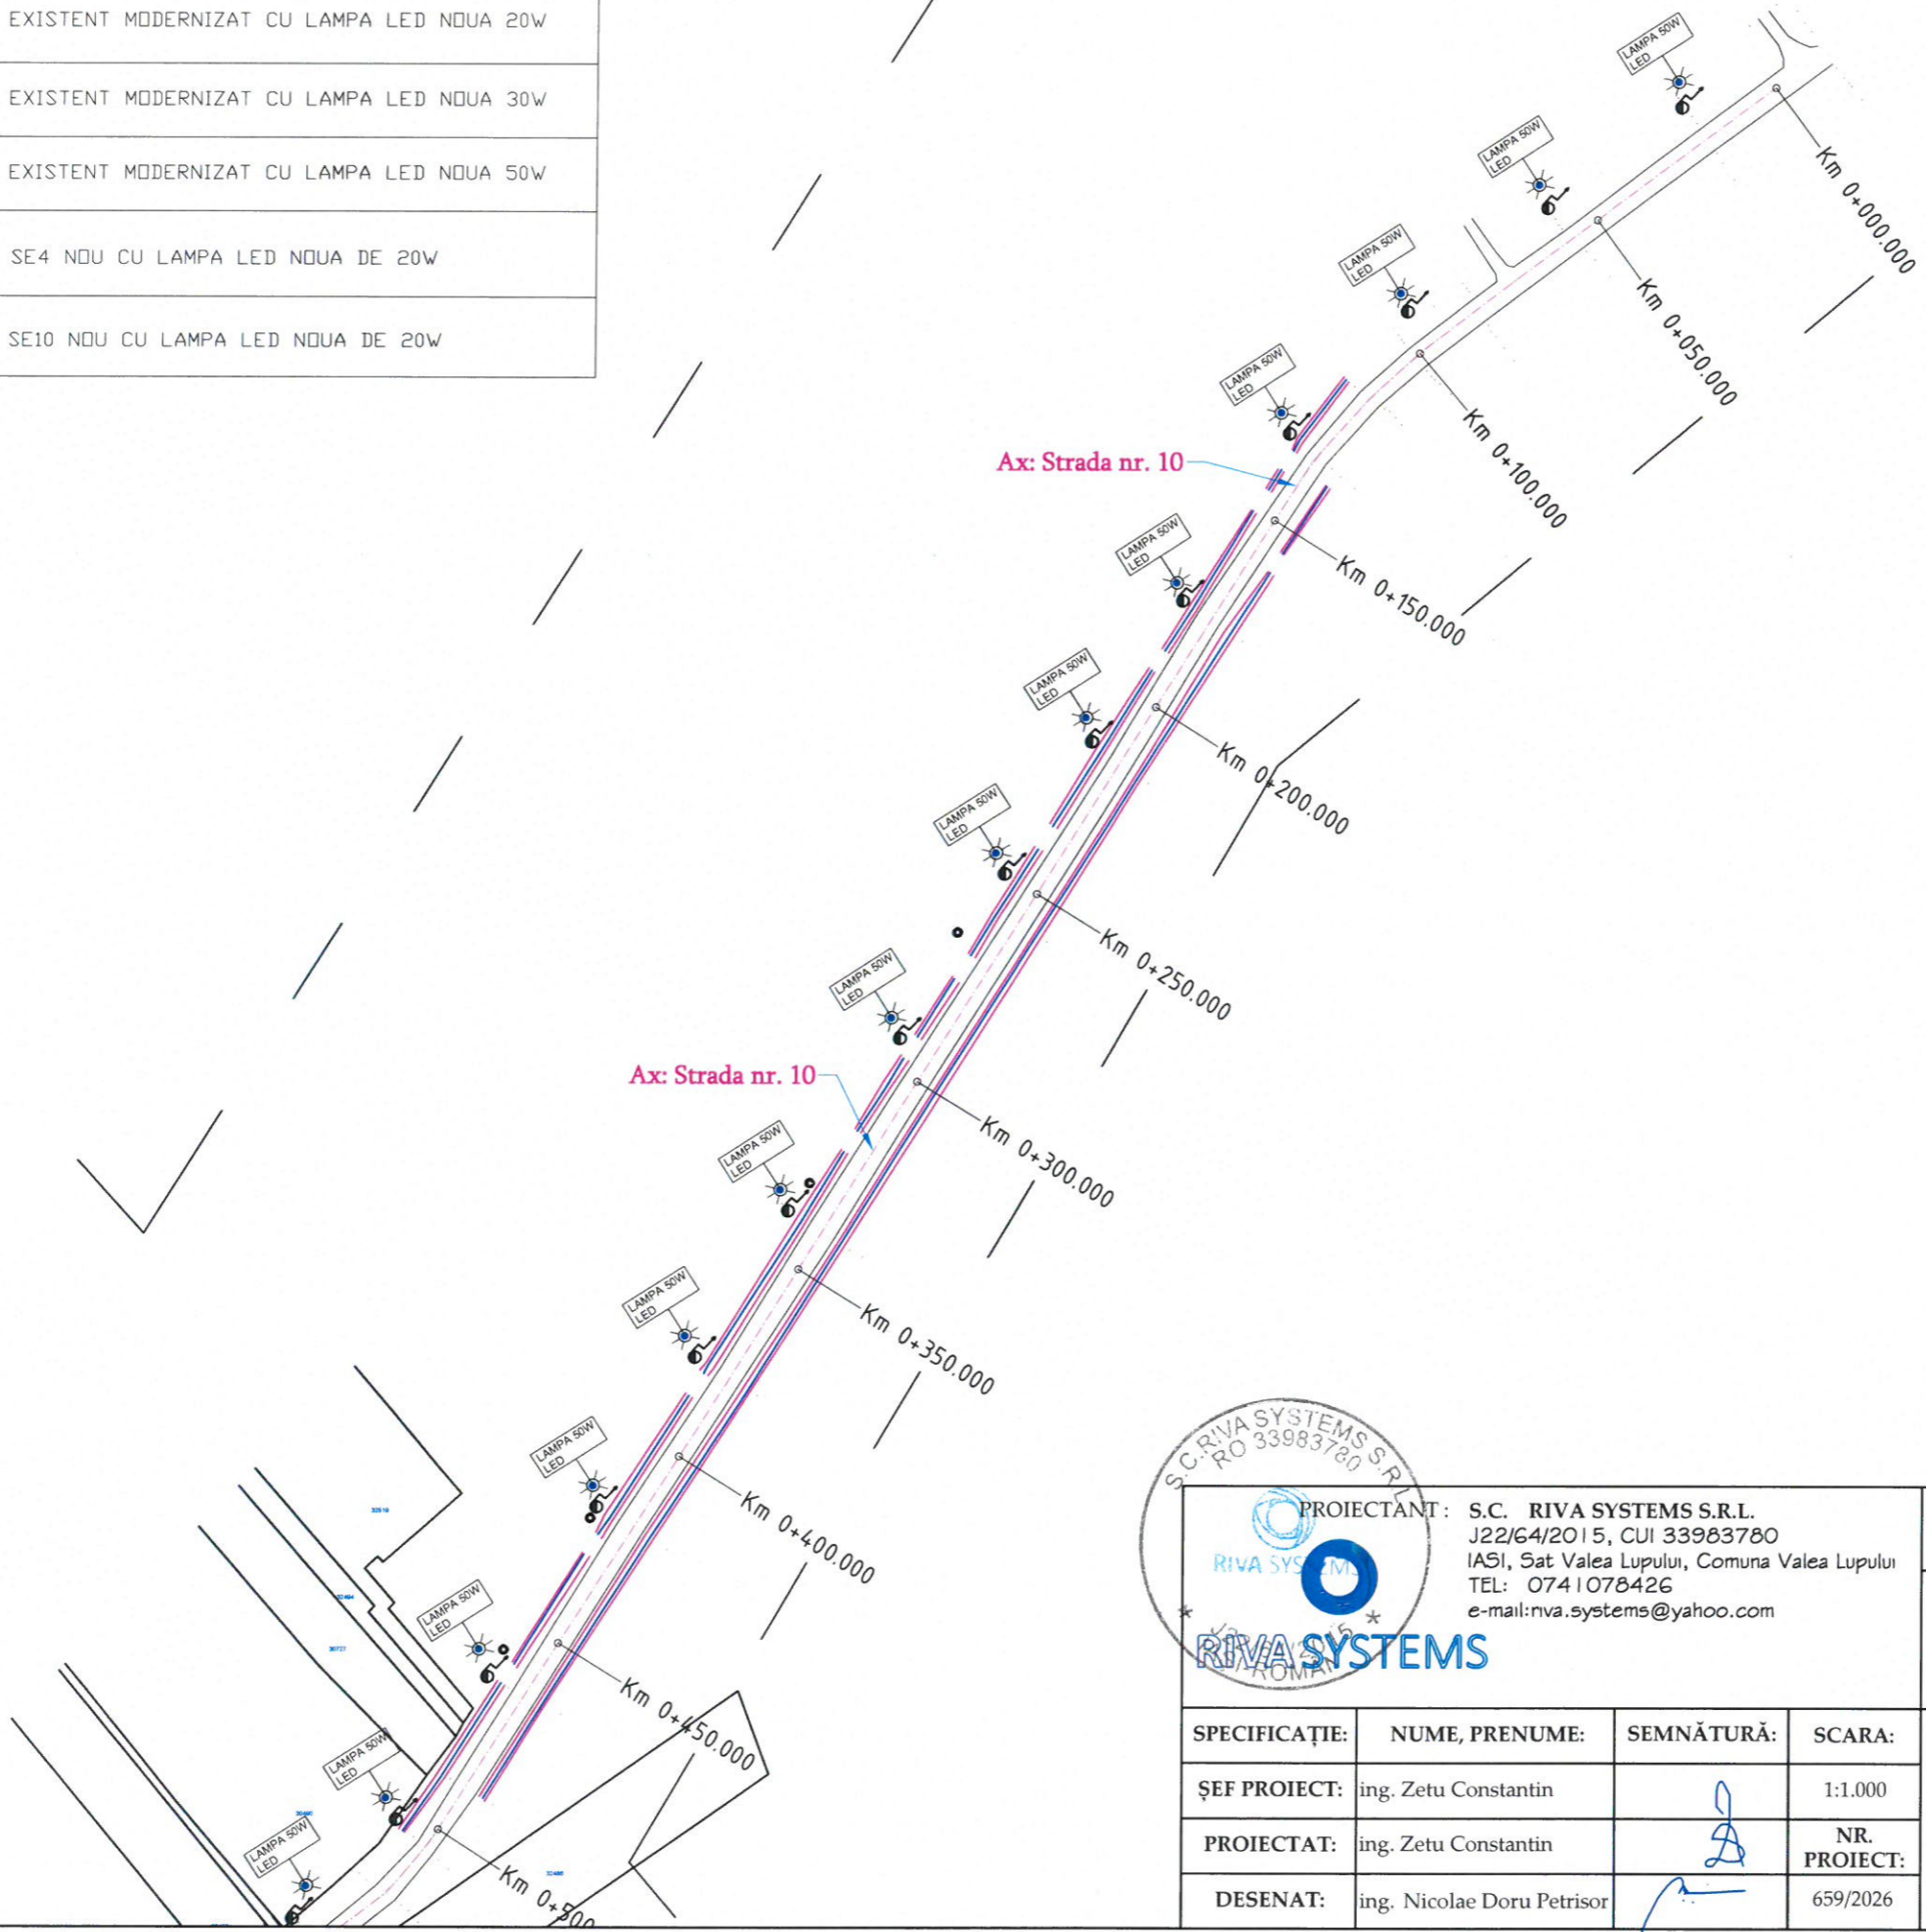 EXISTENT MODERNIZAT CU LAMPA LED NOUA 20W
EXISTENT MODERNIZAT CU LAMPA LED NOUA 30W
EXISTENT MODERNIZAT CU LAMPA LED NOUA 50W
SE4 NOU CU LAMPA LED NOUA DE 20W
SE10 NOU CU LAMPA LED NOUA DE 20W
LAMPA 50W
LED
Km 0+000.000
LAMPA 50W
LED
Km 0+050.000
LAMPA 50W
LED
Km 0+100.000
LAMPA 50W
LED
Ax: Strada nr. 10
LAMPA 50W
LED
Km 0+150.000
LAMPA 50W
LED
Km 0+200.000
LAMPA 50W
LED
Km 0+250.000
LAMPA 50W
LED
Ax: Strada nr. 10
Km 0+300.000
LAMPA 50W
LED
LAMPA 50W
LED
Km 0+350.000
LAMPA 50W
LED
Km 0+400.000
LAMPA 50W
LED
Km 0+450.000
LAMPA 50W
LED
LAMPA 50W
LED
Km 0+500
S.C. RIVA SYSTEMS S.R.L
RO 33983780
PROIECTANT: S.C. RIVA SYSTEMS S.R.L.
J22/64/2015, CUI 33983780
IASI, Sat Valea Lupului, Comuna Valea Lupului
TEL: 0741078426
e-mail:riva.systems@yahoo.com
RIVA SYSTEMS
RIVA SYSTEMS
SPECIFICAȚIE: NUME, PRENUME: SEMNĂTURĂ: SCARA:
ȘEF PROIECT: ing. Zetu Constantin 1:1.000
PROIECTAT: ing. Zetu Constantin NR. PROIECT:
DESENAT: ing. Nicolae Doru Petrisor 659/2026